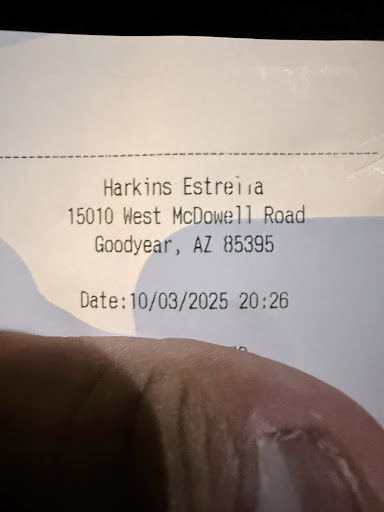 Harkins Estrella
15010 West McDowell Road
Goodyear, AZ 85395
Date:10/03/2025 20:26